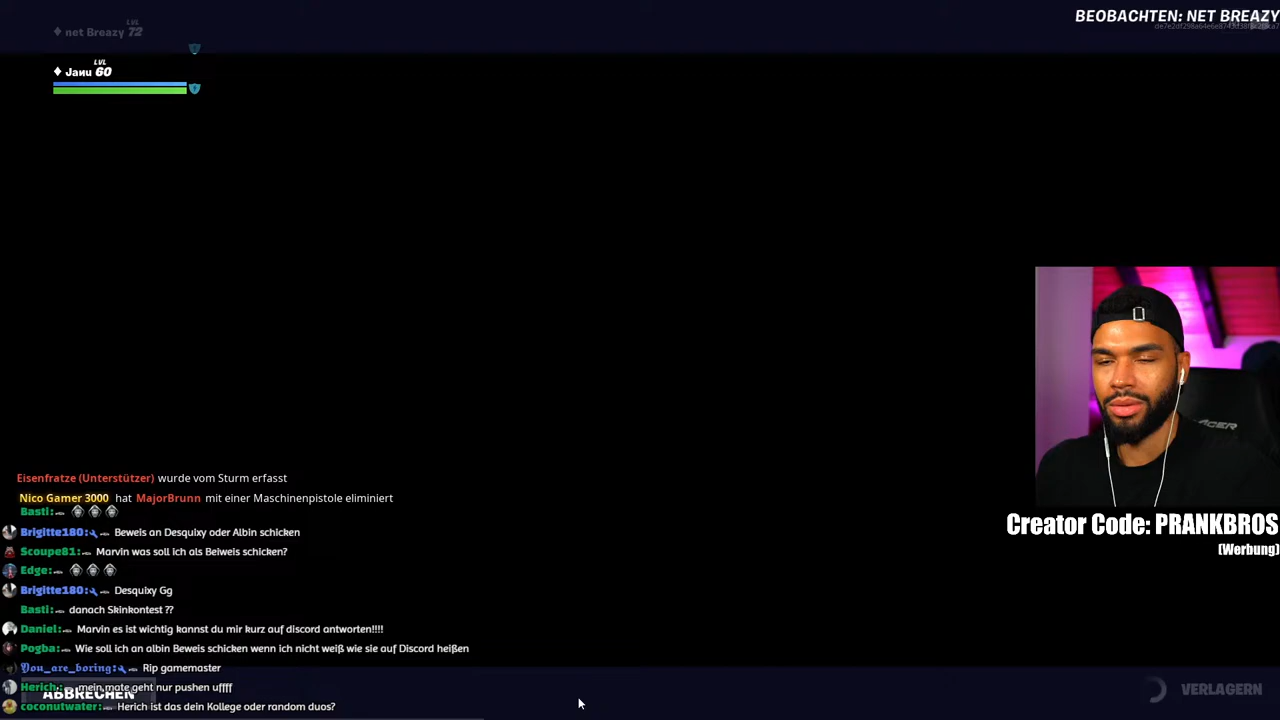 BEOBACHTEN: NET BREAZY
LVL
net Breazy 72
LVL
Janu 60
Eisenfratze (Unterstützer) wurde vom Sturm erfasst
Nico Gamer 3000 hat MajorBrunn mit einer Maschinenpistole eliminiert
Basti:
Brigitte180: Beweis an Desquixy oder Albin schicken
Scoupe81: Marvin was soll ich als Beiweis schicken?
Edge:
Brigitte180: Desquixy Gg
Basti: danach Skinkontest ??
Daniel: Marvin es ist wichtig kannst du mir kurz auf discord antworten!!!!
Pogba: Wie soll ich an albin Beweis schicken wenn ich nicht weiß wie sie auf Discord heißen
You_are_boring: Rip gamemaster
Herich: mein mate geht nur pushen uffff
ABBRECHEN
coconutwater: Herich ist das dein Kollege oder random duos?
Creator Code: PRANKBROS
(Werbung)
VERLAGERN